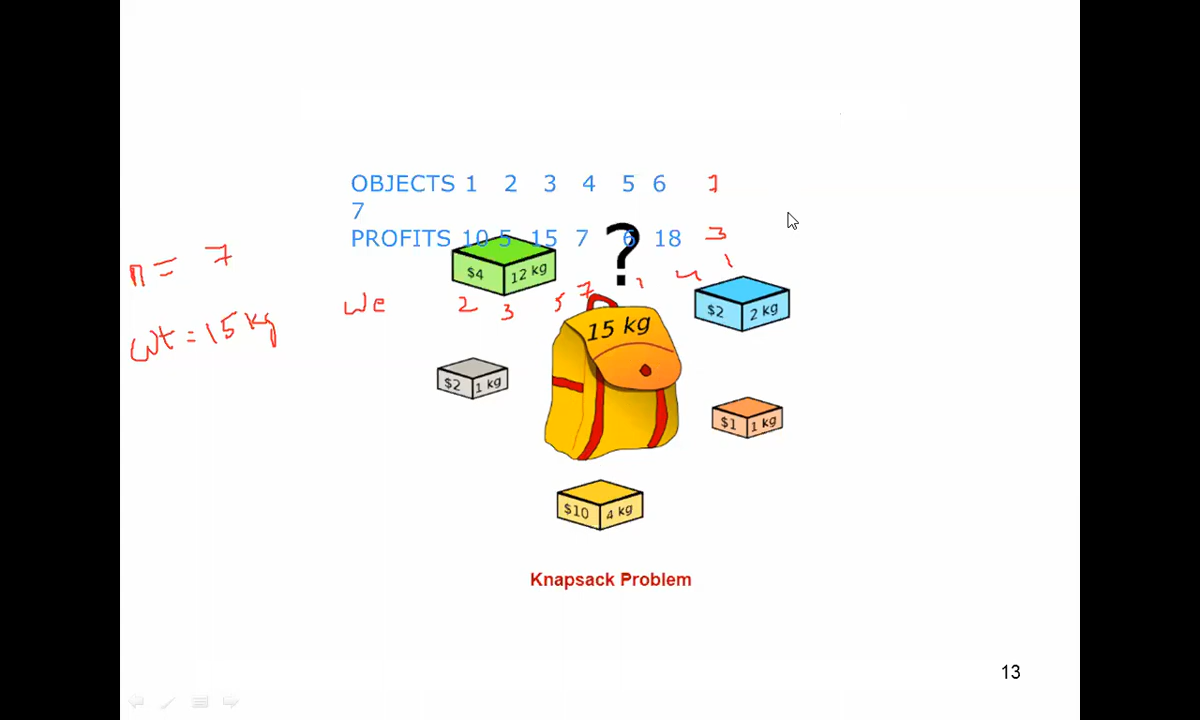 OBJECTS 1 2 3 4 5 6 7
7
PROFITS 10 5 15 7 6 18 3
n = 7
We 2 3 5 7 1 4 1
wt = 15 kg
$4 12 kg
$2 2 kg
15 kg
$2 1 kg
$1 1 kg
$10 4 kg
?
Knapsack Problem
13